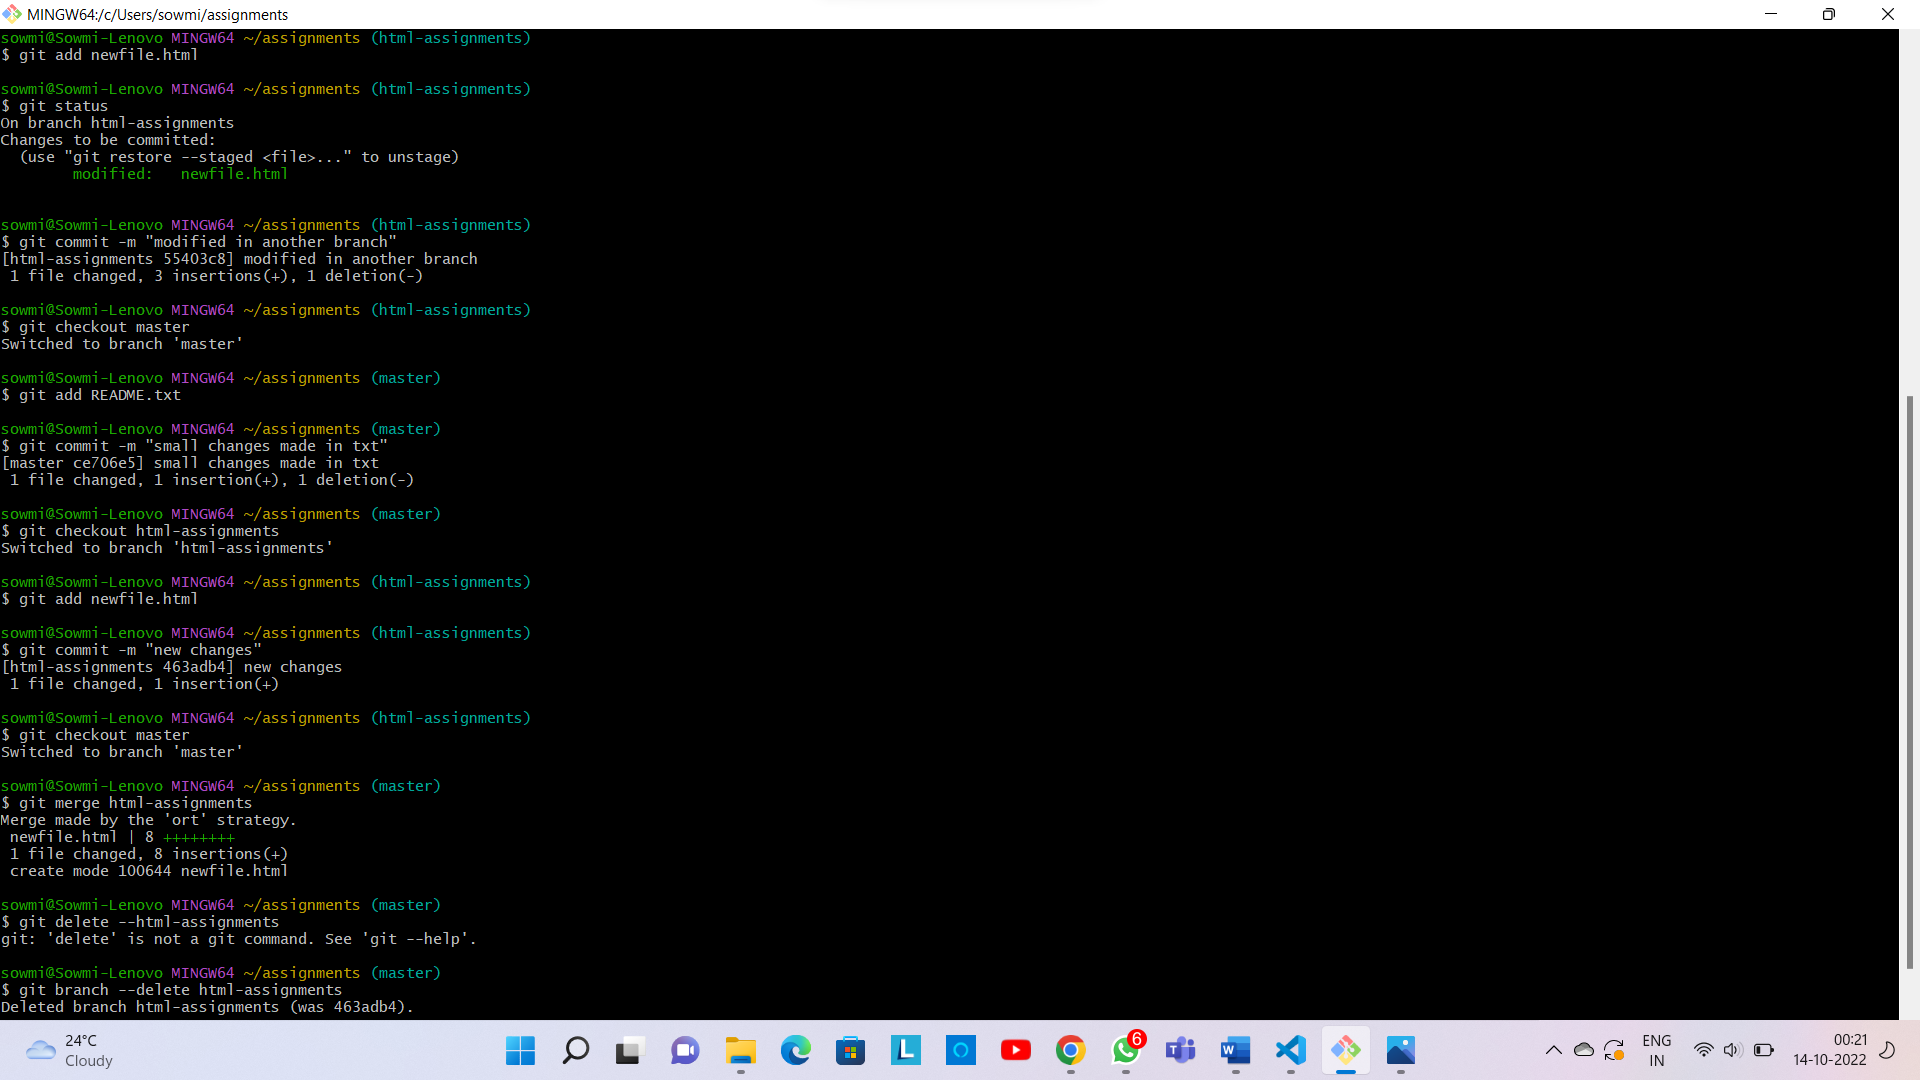 MINGW64:/c/Users/sowmi/assignments
sowmi@Sowmi-Lenovo MINGW64 ~/assignments (html-assignments)
$ git add newfile.html
sowmi@Sowmi-Lenovo MINGW64 ~/assignments (html-assignments)
$ git status
On branch html-assignments
Changes to be committed:
  (use "git restore --staged <file>..." to unstage)
        modified:   newfile.html
sowmi@Sowmi-Lenovo MINGW64 ~/assignments (html-assignments)
$ git commit -m "modified in another branch"
[html-assignments 55403c8] modified in another branch
 1 file changed, 3 insertions(+), 1 deletion(-)
sowmi@Sowmi-Lenovo MINGW64 ~/assignments (html-assignments)
$ git checkout master
Switched to branch 'master'
sowmi@Sowmi-Lenovo MINGW64 ~/assignments (master)
$ git add README.txt
sowmi@Sowmi-Lenovo MINGW64 ~/assignments (master)
$ git commit -m "small changes made in txt"
[master ce706e5] small changes made in txt
 1 file changed, 1 insertion(+), 1 deletion(-)
sowmi@Sowmi-Lenovo MINGW64 ~/assignments (master)
$ git checkout html-assignments
Switched to branch 'html-assignments'
sowmi@Sowmi-Lenovo MINGW64 ~/assignments (html-assignments)
$ git add newfile.html
sowmi@Sowmi-Lenovo MINGW64 ~/assignments (html-assignments)
$ git commit -m "new changes"
[html-assignments 463adb4] new changes
 1 file changed, 1 insertion(+)
sowmi@Sowmi-Lenovo MINGW64 ~/assignments (html-assignments)
$ git checkout master
Switched to branch 'master'
sowmi@Sowmi-Lenovo MINGW64 ~/assignments (master)
$ git merge html-assignments
Merge made by the 'ort' strategy.
 newfile.html | 8 ++++++++
 1 file changed, 8 insertions(+)
 create mode 100644 newfile.html
sowmi@Sowmi-Lenovo MINGW64 ~/assignments (master)
$ git delete --html-assignments
git: 'delete' is not a git command. See 'git --help'.
sowmi@Sowmi-Lenovo MINGW64 ~/assignments (master)
$ git branch --delete html-assignments
Deleted branch html-assignments (was 463adb4).
24°C
Cloudy
L
6
W
ENG
IN
00:21
14-10-2022